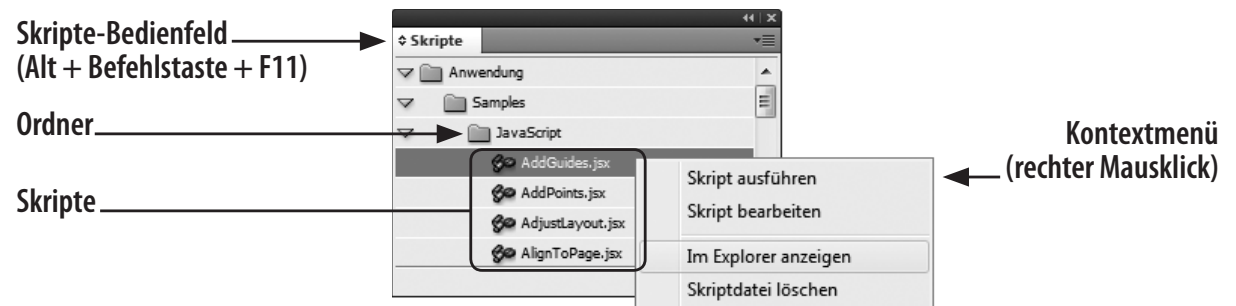 Skripte-Bedienfeld
(Alt + Befehlstaste + F11)
Ordner
Skripte
Skripte
Anwendung
Samples
JavaScript
AddGuides.jsx
AddPoints.jsx
AdjustLayout.jsx
AlignToPage.jsx
Skript ausführen
Skript bearbeiten
Im Explorer anzeigen
Skriptdatei löschen
Kontextmenü
(rechter Mausklick)